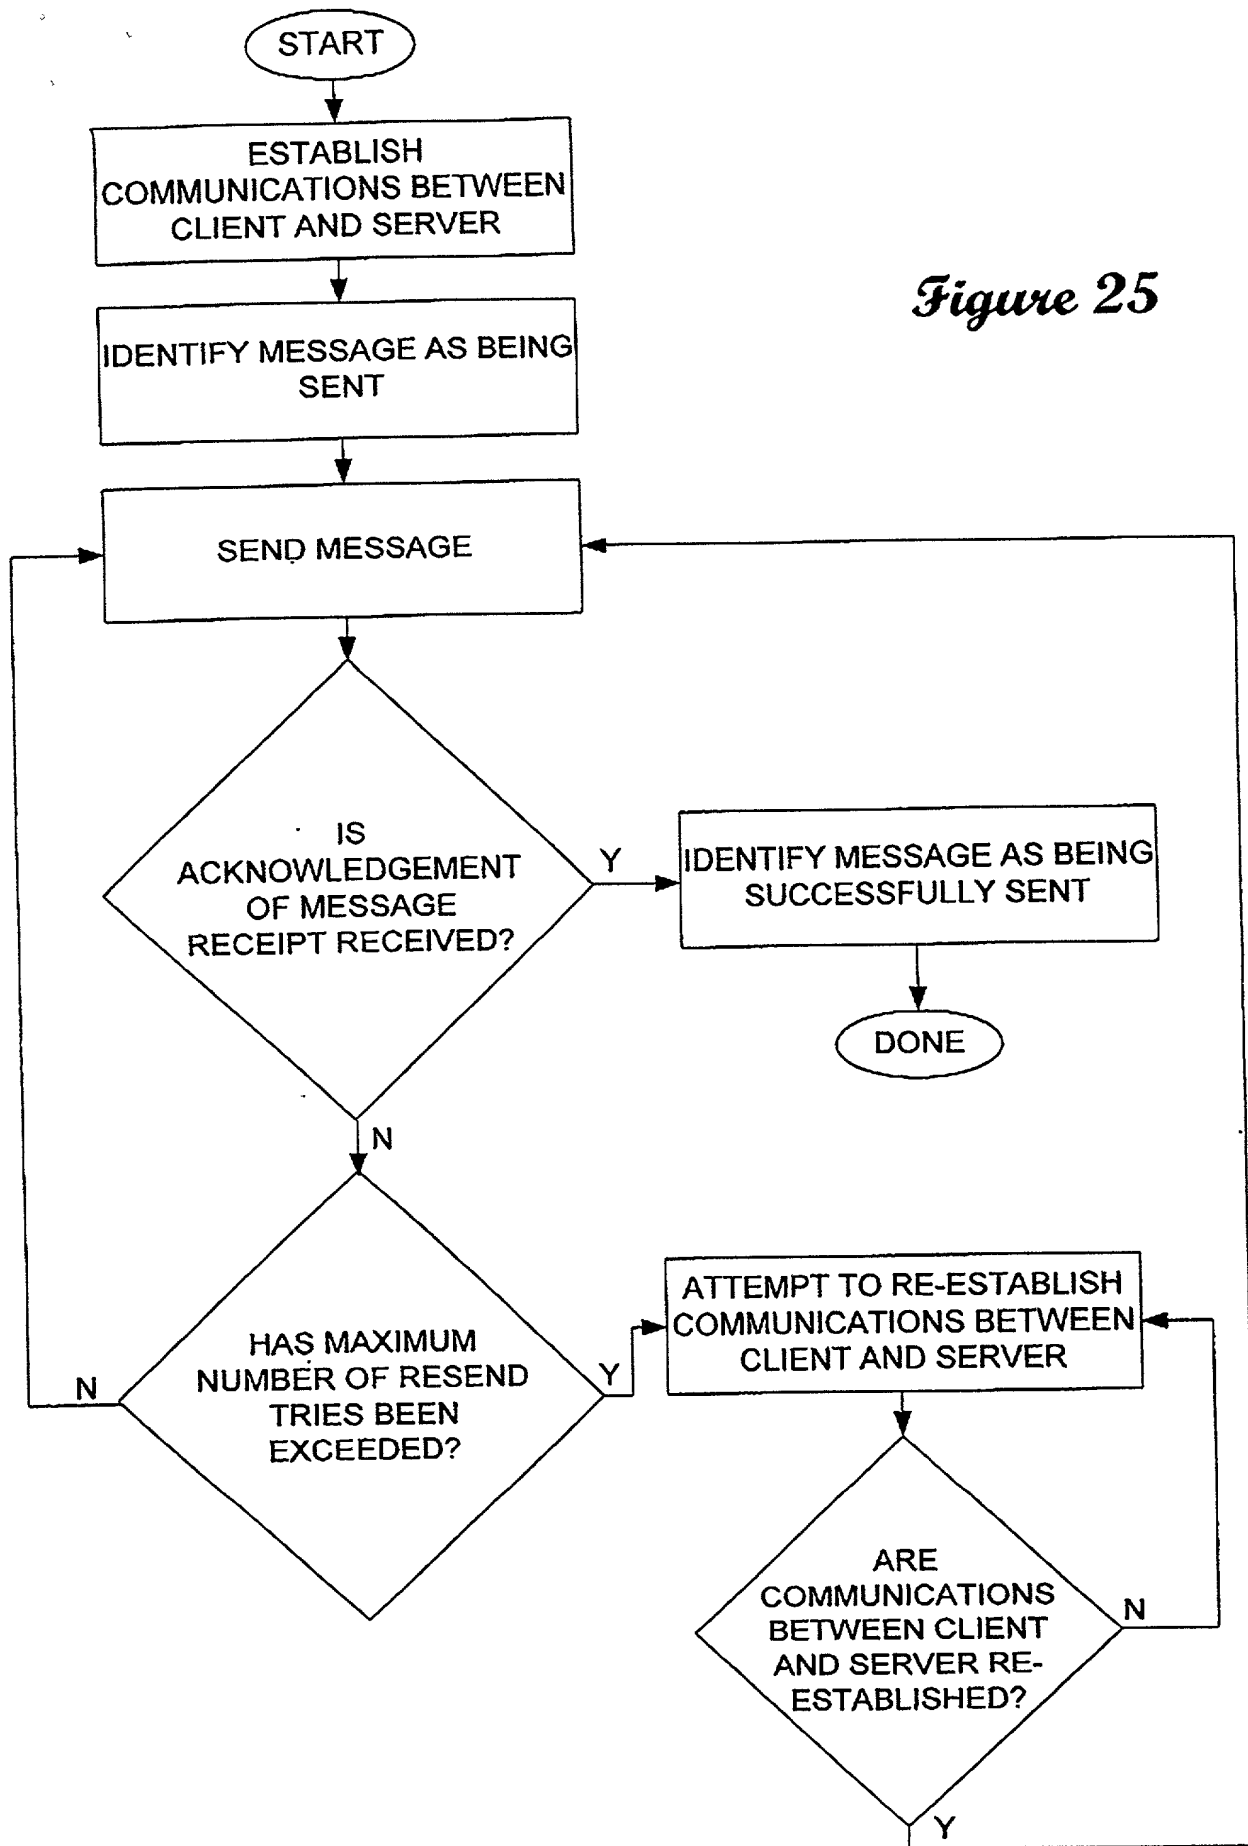 START
ESTABLISH
COMMUNICATIONS BETWEEN
CLIENT AND SERVER
Figure 25
IDENTIFY MESSAGE AS BEING
SENT
SEND MESSAGE
IS
ACKNOWLEDGEMENT
OF MESSAGE
RECEIPT RECEIVED?
Y
IDENTIFY MESSAGE AS BEING
SUCCESSFULLY SENT
DONE
N
HAS MAXIMUM
NUMBER OF RESEND
TRIES BEEN
EXCEEDED?
N
Y
ATTEMPT TO RE-ESTABLISH
COMMUNICATIONS BETWEEN
CLIENT AND SERVER
ARE
COMMUNICATIONS
BETWEEN CLIENT
AND SERVER RE-
ESTABLISHED?
N
Y